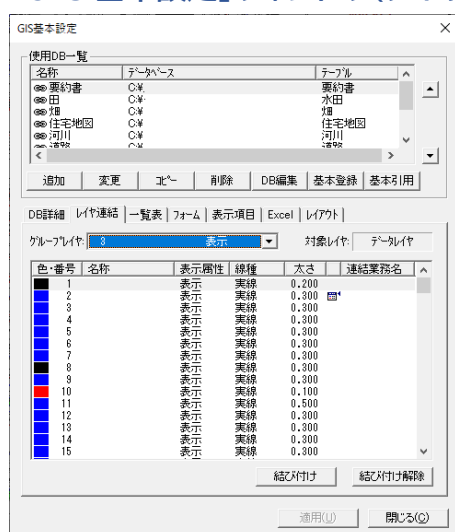 GIS基本設定
使用DB一覧
名称 ﾃﾞｰﾀﾍﾞｰｽ ﾃｰﾌﾞﾙ
要約書 C:¥ 要約書
田 C:¥ 水田
畑 C:¥ 畑
住宅地図 C:¥ 住宅地図
河川 C:¥ 河川
道路 C:¥ 道路
追加 変更 ｺﾋﾟｰ 削除 DB編集 基本登録 基本引用
DB詳細 ﾚｲﾔ連結 一覧表 ﾌｫｰﾑ 表示項目 Excel ﾚｲｱｳﾄ
ｸﾞﾙｰﾌﾟﾚｲﾔ: 3 表示 対象ﾚｲﾔ: ﾃﾞｰﾀﾚｲﾔ
色・番号 名称 表示属性 線種 太さ 連結業務名
1 表示 実線 0.200
2 表示 実線 0.300
3 表示 実線 0.300
4 表示 実線 0.300
5 表示 実線 0.300
6 表示 実線 0.300
7 表示 実線 0.300
8 表示 実線 0.300
9 表示 実線 0.300
10 表示 実線 0.100
11 表示 実線 0.500
12 表示 実線 0.300
13 表示 実線 0.300
14 表示 実線 0.300
15 表示 実線 0.300
結び付け 結び付け解除
適用(U) 閉じる(C)